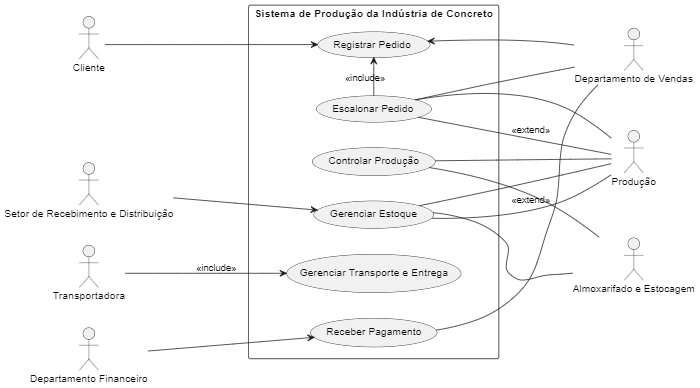 Sistema de Produção da Indústria de Concreto
Registrar Pedido
Cliente
Departamento de Vendas
«include»
Escalonar Pedido
«extend»
Controlar Produção
Produção
«extend»
Setor de Recebimento e Distribuição
Gerenciar Estoque
«include»
Gerenciar Transporte e Entrega
Transportadora
Almoxarifado e Estocagem
Receber Pagamento
Departamento Financeiro